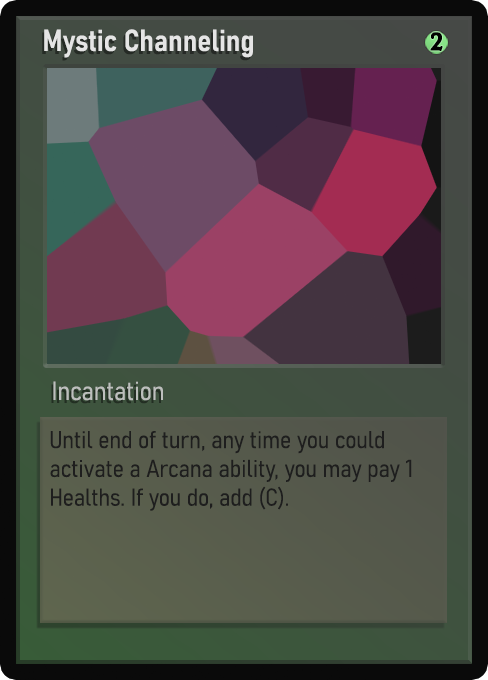 Mystic Channeling
2
Incantation
Until end of turn, any time you could
activate a Arcana ability, you may pay 1
Healths. If you do, add (C).